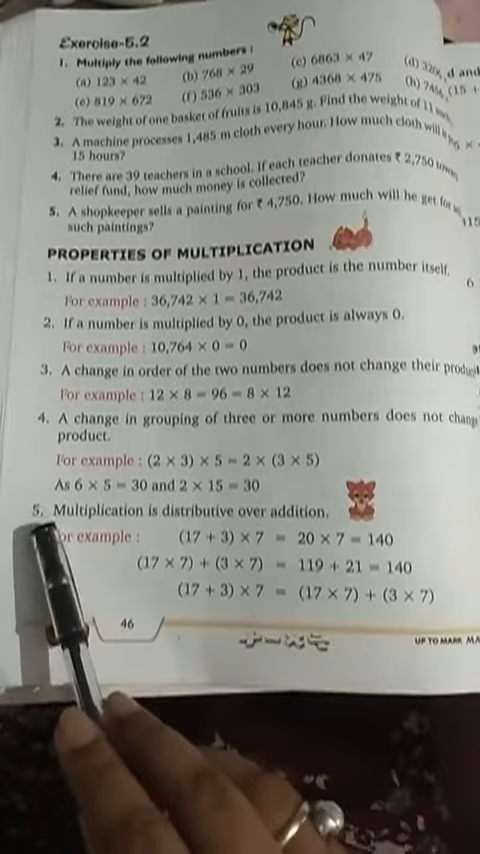 Exercise-5.2
1. Multiply the following numbers :
(a) 123 × 42 (b) 768 × 29 (c) 6863 × 47 (d) 3206
(e) 819 × 672 (f) 536 × 303 (g) 4368 × 475 (h) 7456
2. The weight of one basket of fruits is 10,845 g. Find the weight of 11
3. A machine processes 1,485 m cloth every hour. How much cloth will
15 hours?
4. There are 39 teachers in a school. If each teacher donates ₹ 2,750
relief fund, how much money is collected?
5. A shopkeeper sells a painting for ₹ 4,750. How much will he get for
such paintings?
PROPERTIES OF MULTIPLICATION
1. If a number is multiplied by 1, the product is the number itself.
For example : 36,742 × 1 = 36,742
2. If a number is multiplied by 0, the product is always 0.
For example : 10,764 × 0 = 0
3. A change in order of the two numbers does not change their product
For example : 12 × 8 = 96 = 8 × 12
4. A change in grouping of three or more numbers does not change
product.
For example : (2 × 3) × 5 = 2 × (3 × 5)
As 6 × 5 = 30 and 2 × 15 = 30
5. Multiplication is distributive over addition.
or example : (17 + 3) × 7 = 20 × 7 = 140
(17 × 7) + (3 × 7) = 119 + 21 = 140
(17 + 3) × 7 = (17 × 7) + (3 × 7)
46
UP TO MARK MA
d and
(15 +
115
6